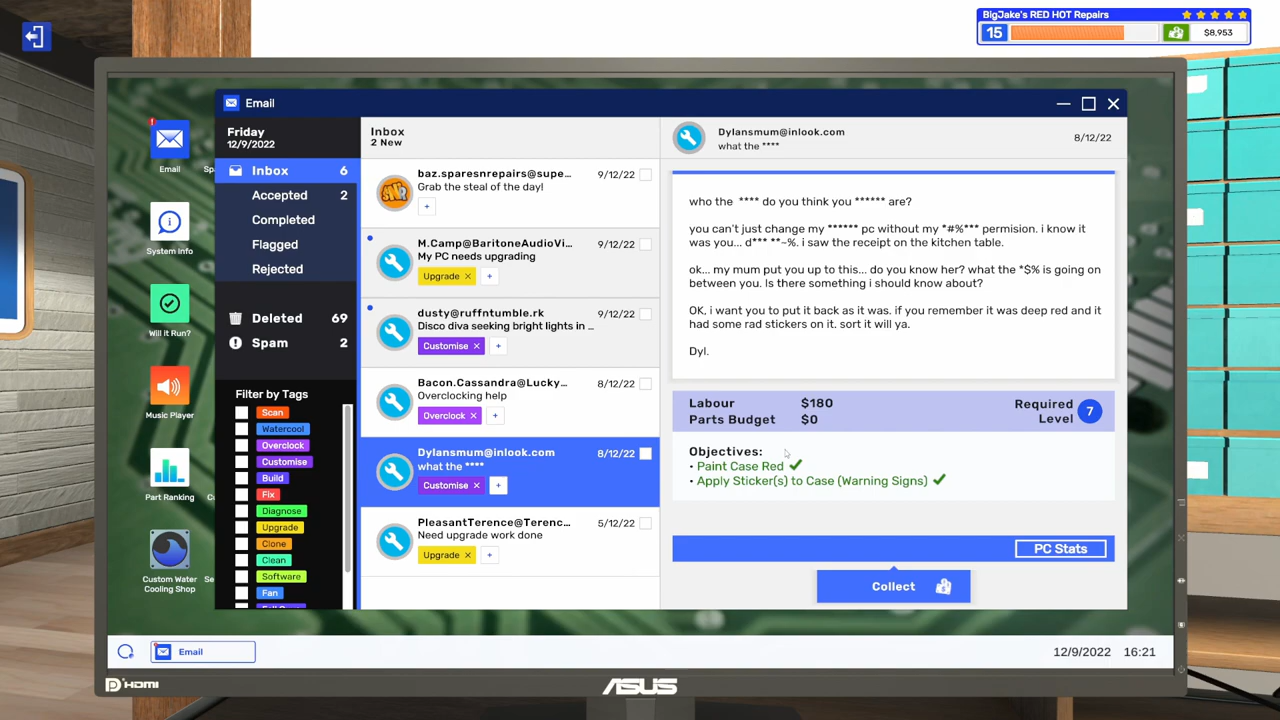 BigJake's RED HOT Repairs
15
$8,953
Email
Friday
12/9/2022
Inbox 6
Accepted 2
Completed
Flagged
Rejected
Deleted 69
Spam 2
Filter by Tags
Scan
Watercool
Overclock
Customise
Build
Fix
Diagnose
Upgrade
Clone
Clean
Software
Fan
Inbox
2 New
baz.sparesnrepairs@supe... 9/12/22
Grab the steal of the day!
+
M.Camp@BaritoneAudioVi... 9/12/22
My PC needs upgrading
Upgrade × +
dusty@ruffntumble.rk 9/12/22
Disco diva seeking bright lights in ...
Customise × +
Bacon.Cassandra@Lucky... 8/12/22
Overclocking help
Overclock × +
Dylansmum@inlook.com 8/12/22
what the ****
Customise × +
PleasantTerence@Terenc... 5/12/22
Need upgrade work done
Upgrade × +
Dylansmum@inlook.com 8/12/22
what the ****
who the **** do you think you ****** are?
you can't just change my ****** pc without my *#%*** permision. i know it
was you... d*** **~%. i saw the receipt on the kitchen table.
ok... my mum put you up to this... do you know her? what the *$% is going on
between you. Is there something i should know about?
OK, i want you to put it back as it was. if you remember it was deep red and it
had some rad stickers on it. sort it will ya.
Dyl.
Labour $180
Parts Budget $0
Required
Level 7
Objectives:
• Paint Case Red
• Apply Sticker(s) to Case (Warning Signs)
PC Stats
Collect
Email
System Info
Will it Run?
Music Player
Part Ranking
Custom Water
Cooling Shop
Email
12/9/2022 16:21
HDMI
ASUS